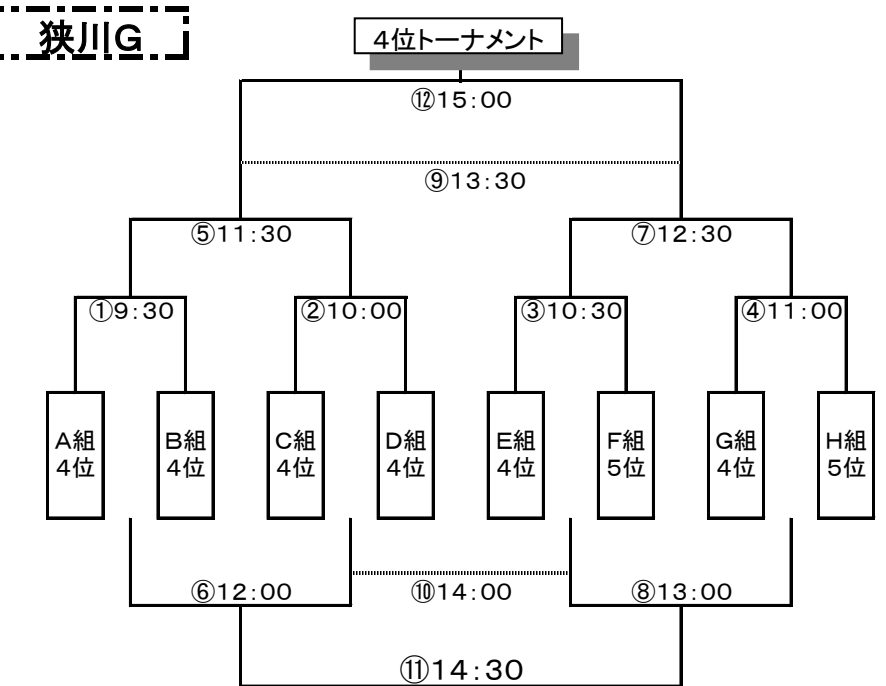 狭川G
4位トーナメント
⑫15:00
⑨13:30
⑤11:30
⑦12:30
①9:30
②10:00
③10:30
④11:00
A組
4位
B組
4位
C組
4位
D組
4位
E組
4位
F組
5位
G組
4位
H組
5位
⑥12:00
⑩14:00
⑧13:00
⑪14:30